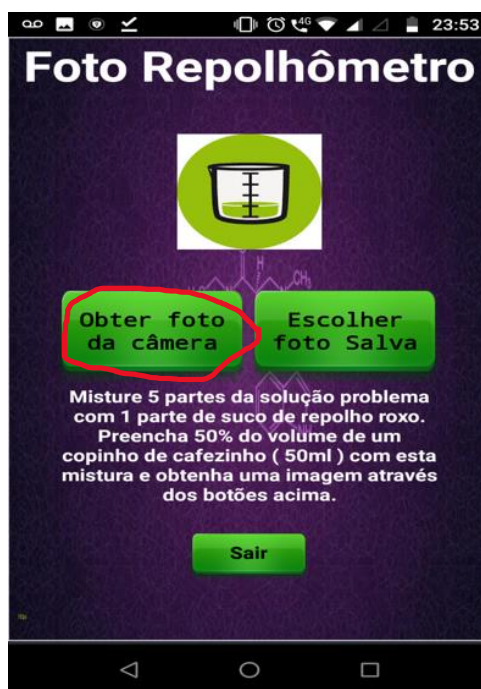 4G 23:53
Foto Repolhômetro
H
CH₃
Obter foto
da câmera
Escolher
foto Salva
Misture 5 partes da solução problema
com 1 parte de suco de repolho roxo.
Preencha 50% do volume de um
copinho de cafezinho ( 50ml ) com esta
mistura e obtenha uma imagem através
dos botões acima.
Sair